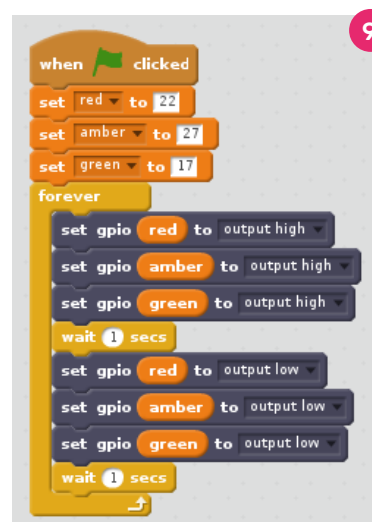 9
when clicked
set red to 22
set amber to 27
set green to 17
forever
set gpio red to output high
set gpio amber to output high
set gpio green to output high
wait 1 secs
set gpio red to output low
set gpio amber to output low
set gpio green to output low
wait 1 secs